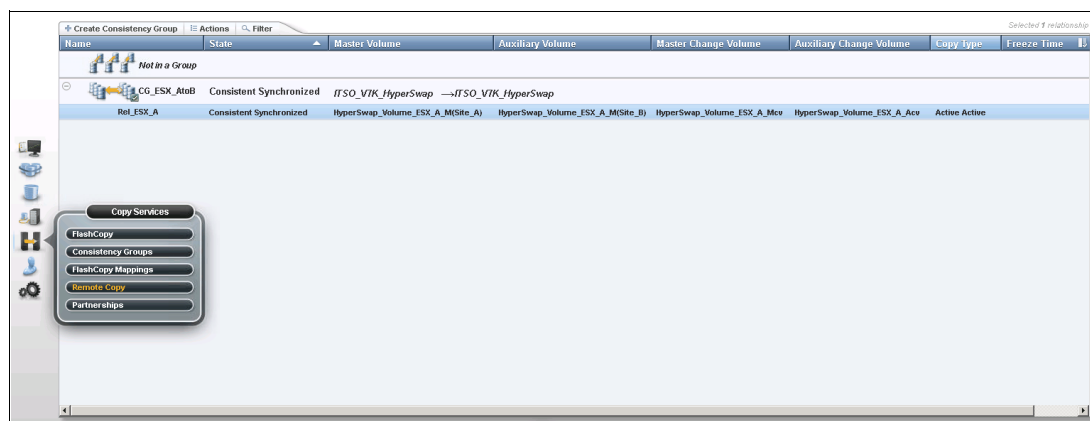 Create Consistency Group Actions Filter Selected 1 relationship
Name State Master Volume Auxiliary Volume Master Change Volume Auxiliary Change Volume Copy Type Freeze Time
Not in a Group
CG_ESX_AtoB Consistent Synchronized ITSO_V7K_HyperSwap →ITSO_V7K_HyperSwap
Rel_ESX_A Consistent Synchronized HyperSwap_Volume_ESX_A_M(Site_A) HyperSwap_Volume_ESX_A_M(Site_B) HyperSwap_Volume_ESX_A_Mcv HyperSwap_Volume_ESX_A_Acv Active Active
Copy Services
FlashCopy
Consistency Groups
FlashCopy Mappings
Remote Copy
Partnerships